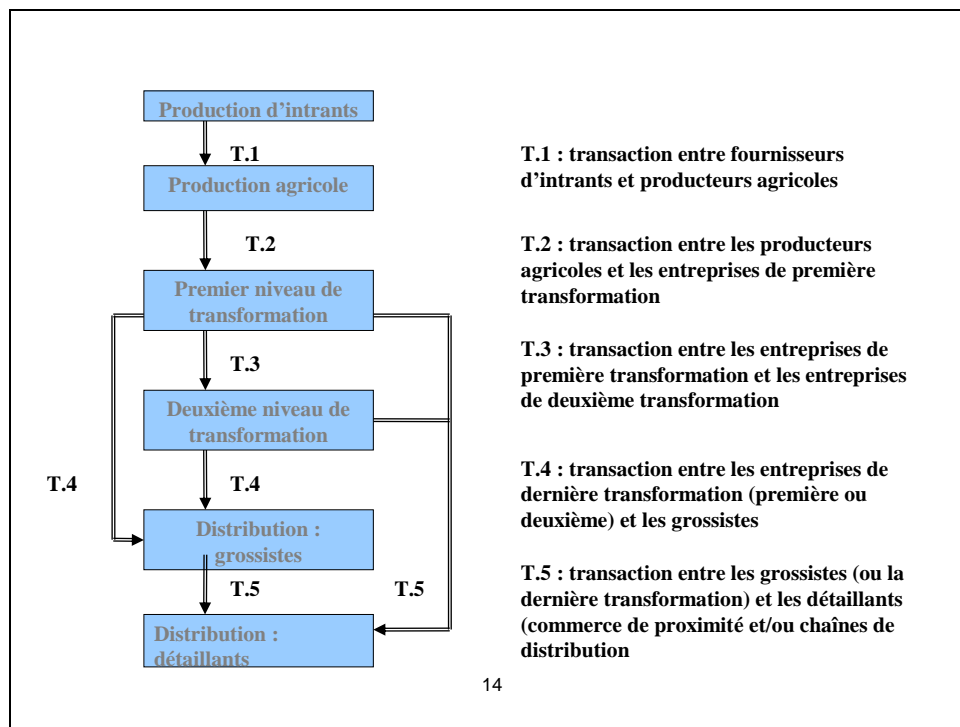 Production d'intrants
T.1
Production agricole
T.2
Premier niveau de
transformation
T.3
Deuxième niveau de
transformation
T.4
T.4
Distribution :
grossistes
T.5
T.5
Distribution :
détaillants
T.1 : transaction entre fournisseurs
d'intrants et producteurs agricoles
T.2 : transaction entre les producteurs
agricoles et les entreprises de première
transformation
T.3 : transaction entre les entreprises de
première transformation et les entreprises
de deuxième transformation
T.4 : transaction entre les entreprises de
dernière transformation (première ou
deuxième) et les grossistes
T.5 : transaction entre les grossistes (ou la
dernière transformation) et les détaillants
(commerce de proximité et/ou chaînes de
distribution
14